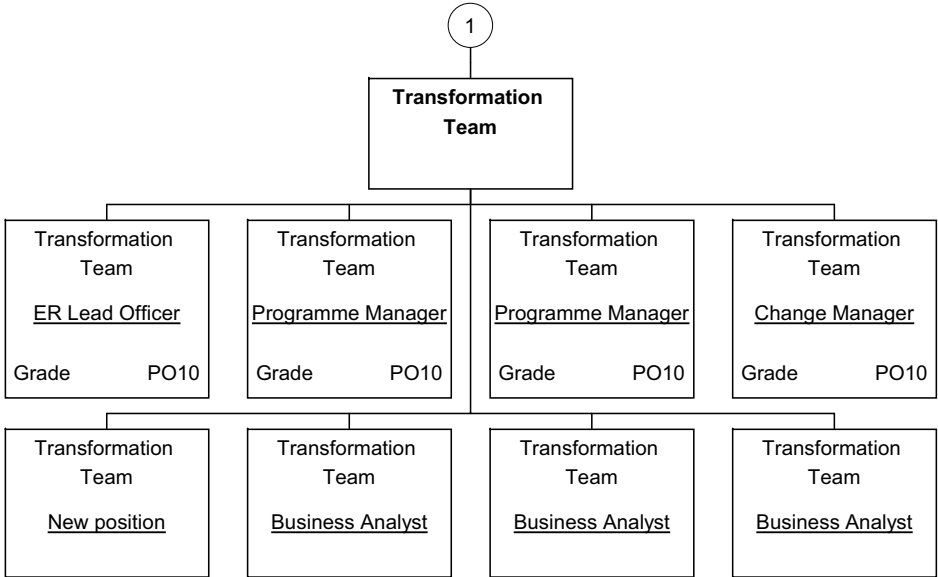 1
Transformation
Team
Transformation
Team
ER Lead Officer
Grade PO10
Transformation
Team
Programme Manager
Grade PO10
Transformation
Team
Programme Manager
Grade PO10
Transformation
Team
Change Manager
Grade PO10
Transformation
Team
New position
Transformation
Team
Business Analyst
Transformation
Team
Business Analyst
Transformation
Team
Business Analyst